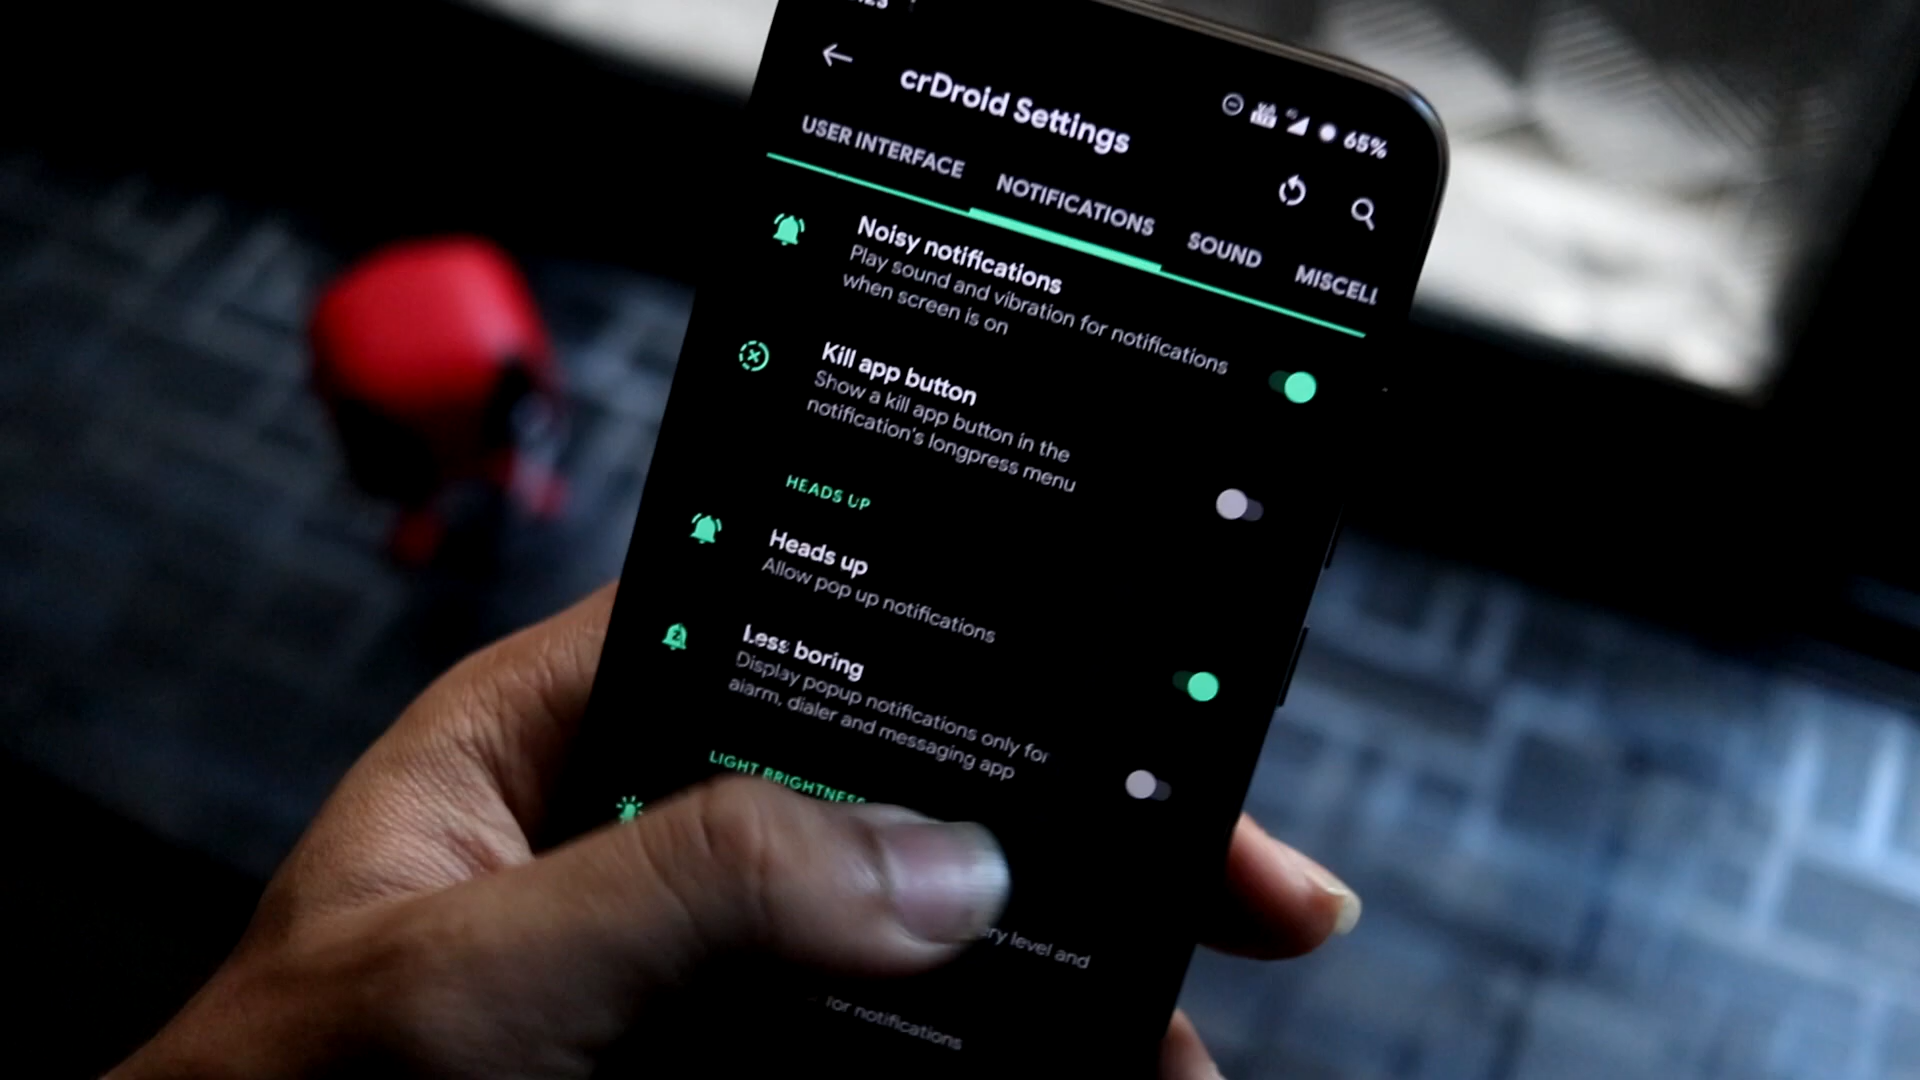 crDroid Settings
65%
USER INTERFACE
NOTIFICATIONS
SOUND
MISCELL
Noisy notifications
Play sound and vibration for notifications
when screen is on
Kill app button
Show a kill app button in the
notification's longpress menu
HEADS UP
Heads up
Allow pop up notifications
Less boring
Display popup notifications only for
alarm, dialer and messaging app
LIGHT BRIGHTNESS
level and
for notifications